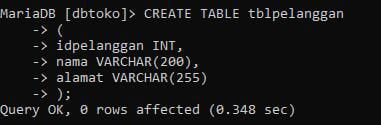 MariaDB [dbtoko]> CREATE TABLE tblpelanggan
-> (
-> idpelanggan INT,
-> nama VARCHAR(200),
-> alamat VARCHAR(255)
-> );
Query OK, 0 rows affected (0.348 sec)